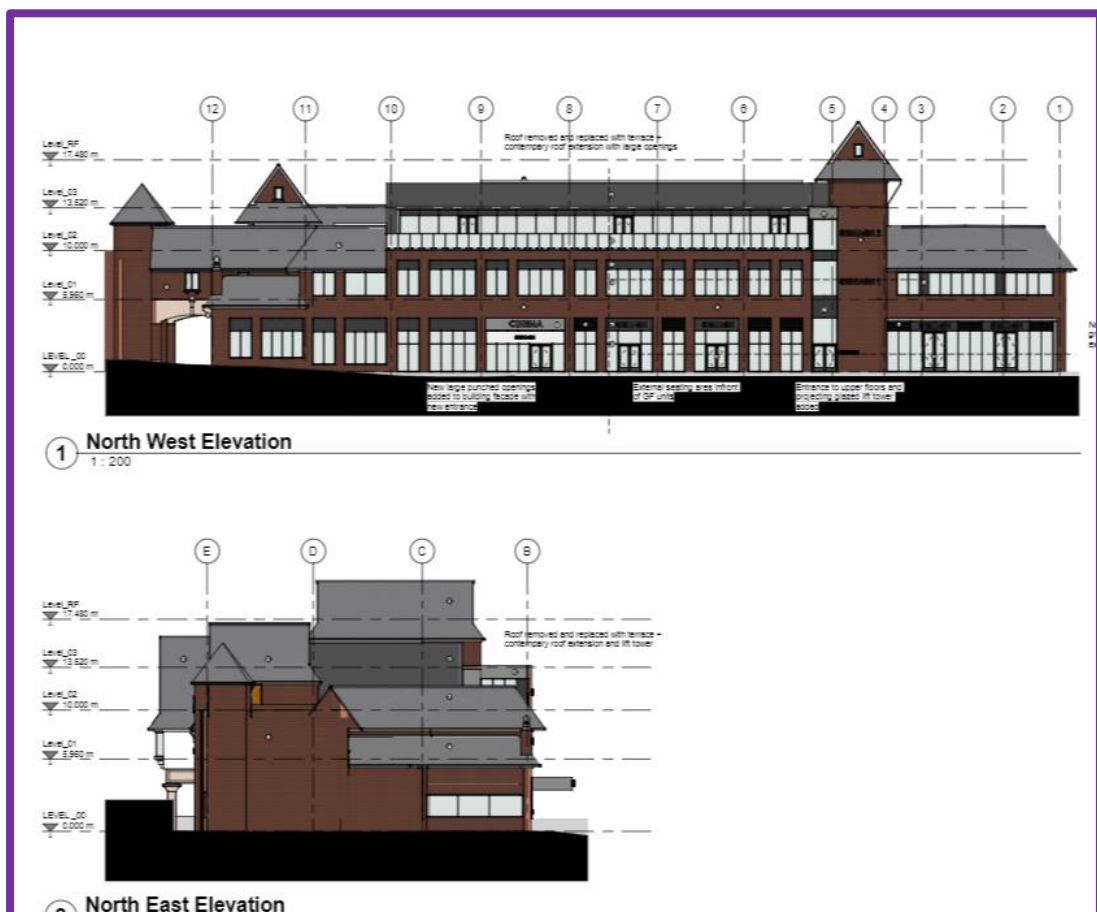 12 11 10 9 8 7 6 5 4 3 2 1
Roof removed and replaced with terrace +
contempary roof extension with large openings
Level_RF
17.480 m
Level_03
13.520 m
Level_02
10.000 m
Level_01
5.960 m
LEVEL_00
0.000 m
CINEMA
New large punched openings
added to building facade with
new entrance
External seating area infront
of GF units
Entrance to upper floors and
projecting glazed lift tower
added
1 North West Elevation
1 : 200
E D C B
Roof removed and replaced with terrace +
contempary roof extension and lift tower
Level_RF
17.480 m
Level_03
13.520 m
Level_02
10.000 m
Level_01
5.960 m
LEVEL_00
0.000 m
North East Elevation